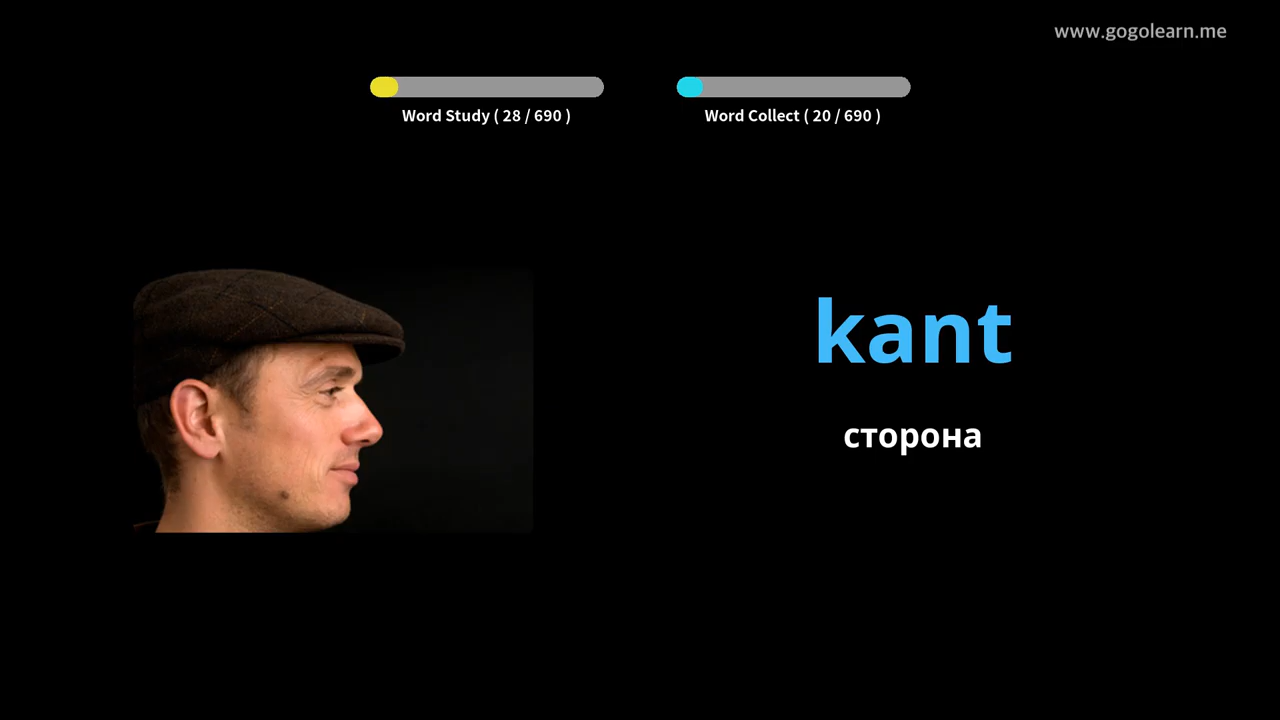 www.gogolearn.me
Word Study ( 28 / 690 )
Word Collect ( 20 / 690 )
kant
сторона